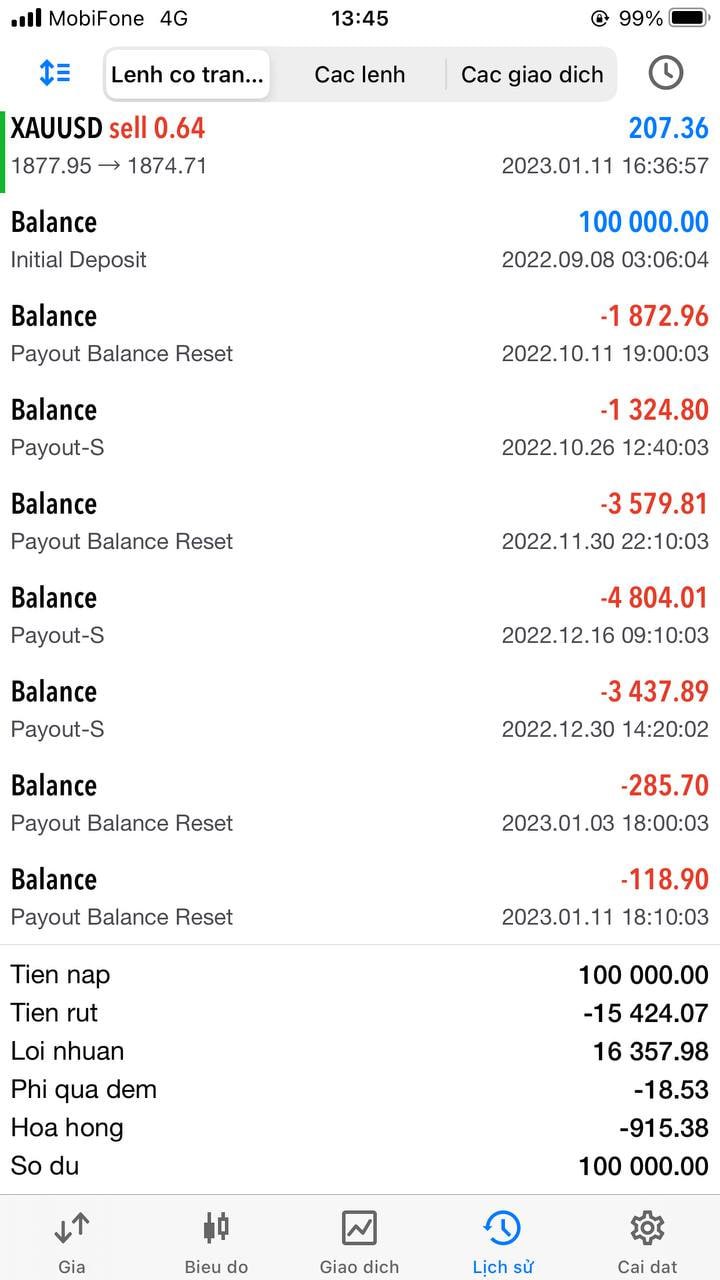 MobiFone 4G 13:45 99%
Lenh co tran... Cac lenh Cac giao dich
XAUUSD sell 0.64 207.36
1877.95 → 1874.71 2023.01.11 16:36:57
Balance 100 000.00
Initial Deposit 2022.09.08 03:06:04
Balance -1 872.96
Payout Balance Reset 2022.10.11 19:00:03
Balance -1 324.80
Payout-S 2022.10.26 12:40:03
Balance -3 579.81
Payout Balance Reset 2022.11.30 22:10:03
Balance -4 804.01
Payout-S 2022.12.16 09:10:03
Balance -3 437.89
Payout-S 2022.12.30 14:20:02
Balance -285.70
Payout Balance Reset 2023.01.03 18:00:03
Balance -118.90
Payout Balance Reset 2023.01.11 18:10:03
Tien nap 100 000.00
Tien rut -15 424.07
Loi nhuan 16 357.98
Phi qua dem -18.53
Hoa hong -915.38
So du 100 000.00
Gia Bieu do Giao dich Lịch sử Cai dat